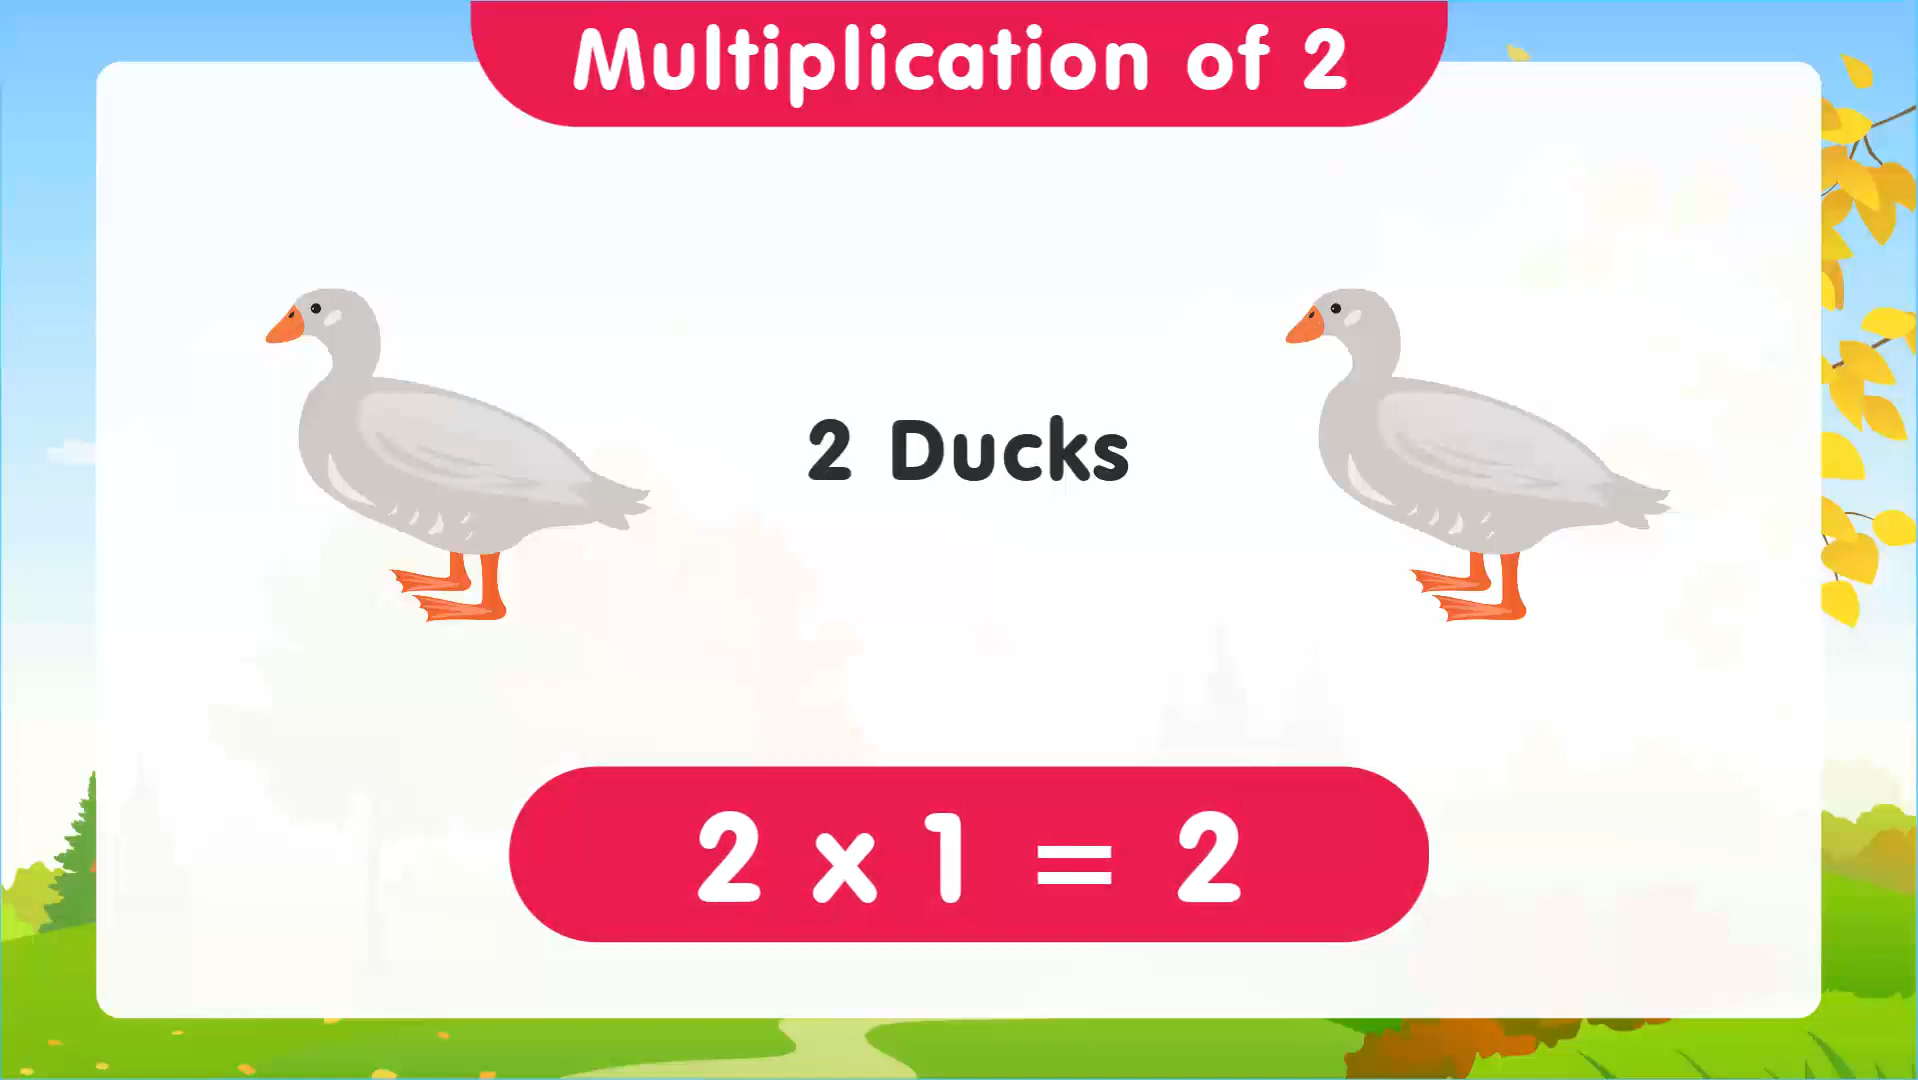 Multiplication of 2
2 Ducks
2 x 1 = 2